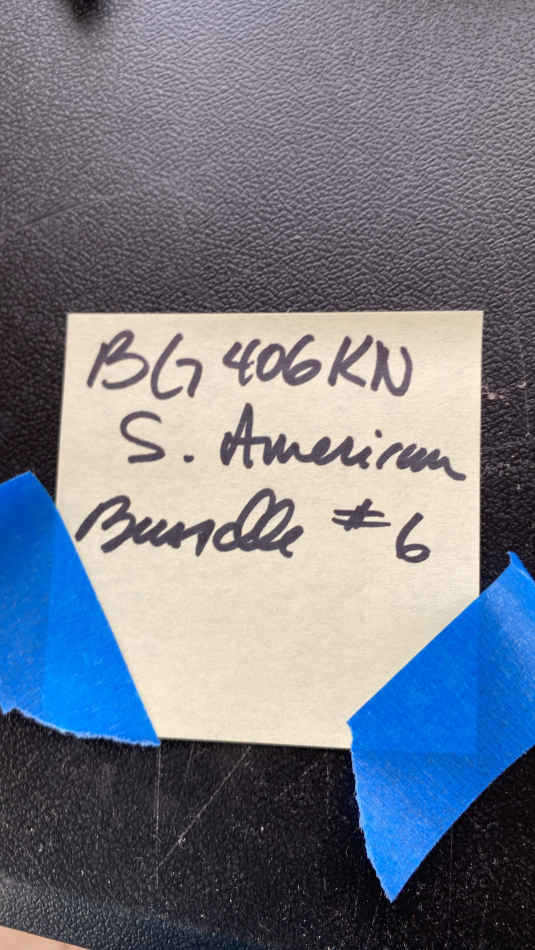 BG 406KN
S. American
Bundle #6